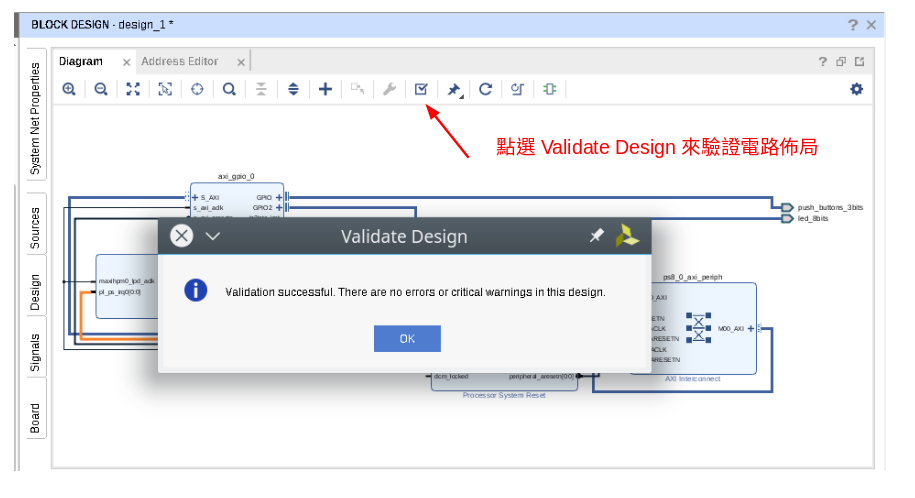 BLOCK DESIGN - design_1 *
Diagram
Address Editor
System Net Properties
Sources
Design
Signals
Board
點選 Validate Design 來驗證電路佈局
axi_gpio_0
S_AXI
GPIO
s_axi_aclk
GPIO2
push_buttons_3bits
led_8bits
Validate Design
Validation successful. There are no errors or critical warnings in this design.
OK
maxihpm0_lpd_aclk
pl_ps_irq0[0:0]
ps8_0_axi_periph
M00_AXI
ARESETN
ACLK
ARESETN
AXI Interconnect
dcm_locked
peripheral_aresetn[0:0]
Processor System Reset